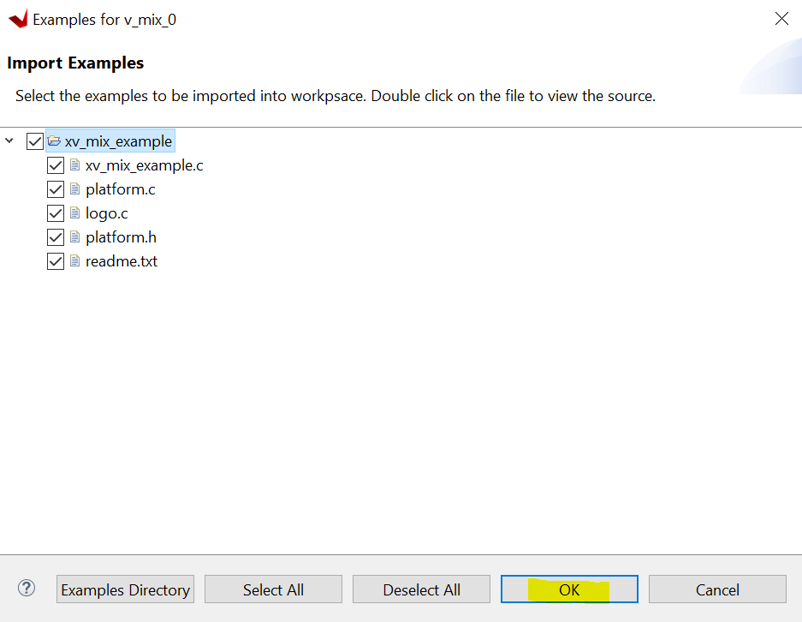 Examples for v_mix_0
Import Examples
Select the examples to be imported into workpsace. Double click on the file to view the source.
xv_mix_example
xv_mix_example.c
platform.c
logo.c
platform.h
readme.txt
? Examples Directory Select All Deselect All OK Cancel